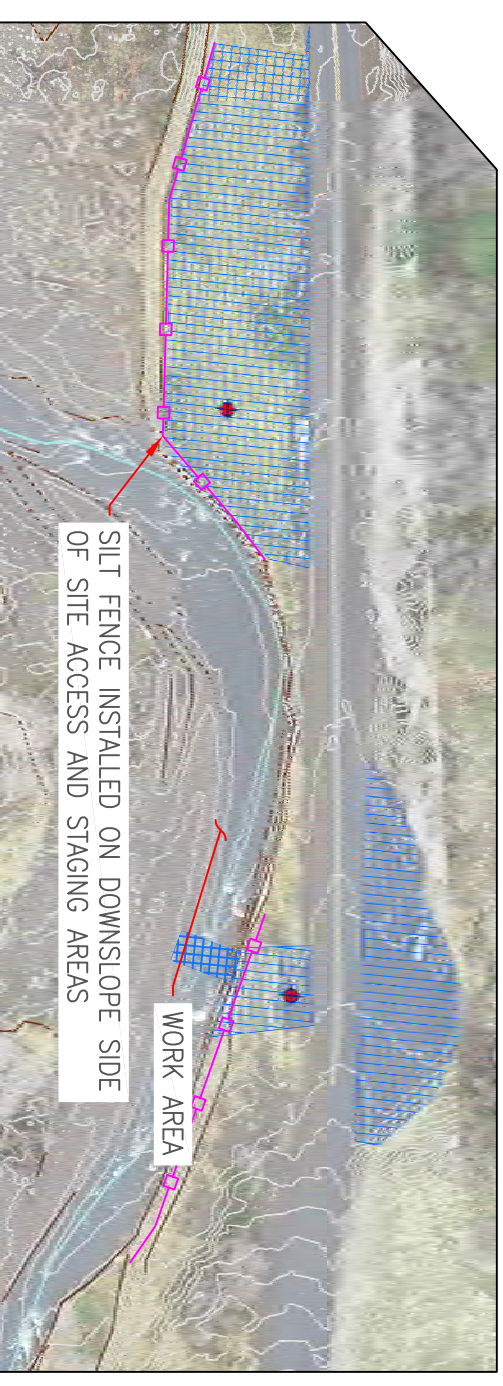 SILT FENCE INSTALLED ON DOWNSLOPE SIDE
OF SITE ACCESS AND STAGING AREAS
WORK AREA